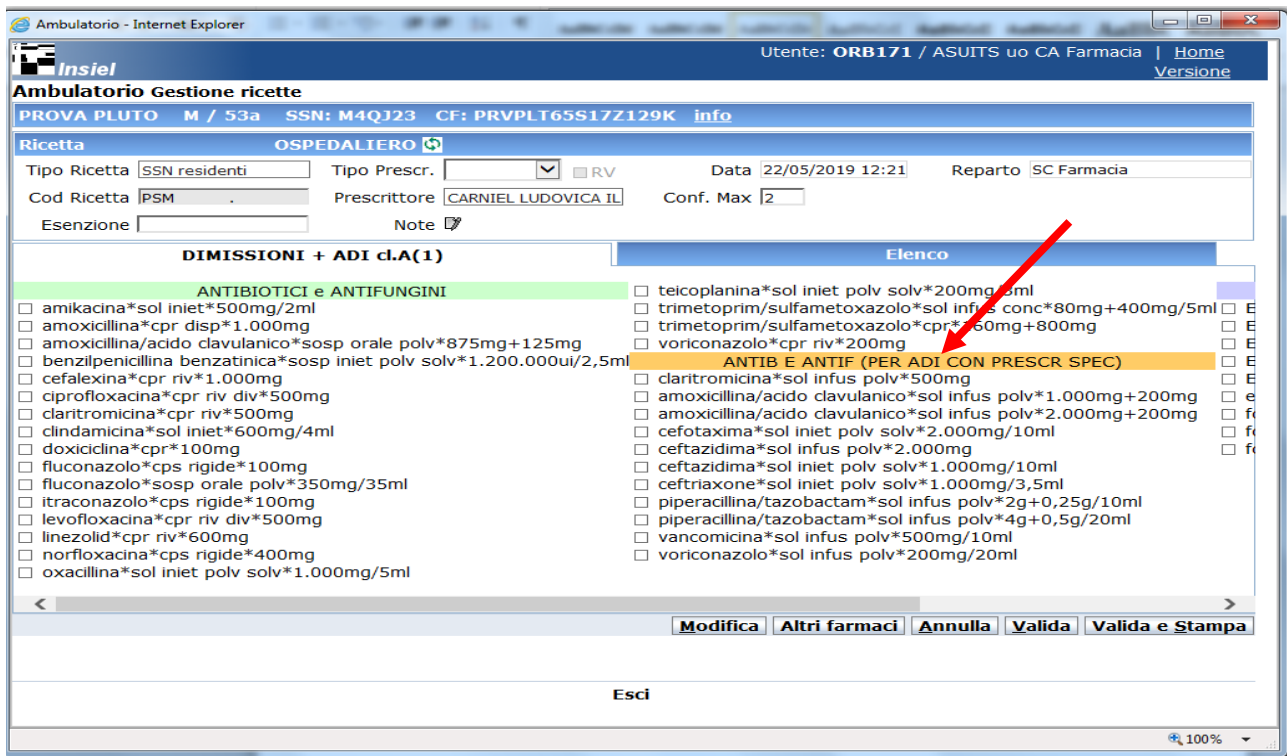 Ambulatorio - Internet Explorer
Insiel
Utente: ORB171 / ASUITS uo CA Farmacia | Home
Versione
Ambulatorio Gestione ricette
PROVA PLUTO M / 53a SSN: M4QJ23 CF: PRVPLT65S17Z129K info
Ricetta OSPEDALIERO
Tipo Ricetta SSN residenti Tipo Prescr. RV Data 22/05/2019 12:21 Reparto SC Farmacia
Cod Ricetta PSM . Prescrittore CARNIEL LUDOVICA IL Conf. Max 2
Esenzione Note
DIMISSIONI + ADI cl.A(1) Elenco
ANTIBIOTICI e ANTIFUNGINI
amikacina*sol iniet*500mg/2ml
amoxicillina*cpr disp*1.000mg
amoxicillina/acido clavulanico*sosp orale polv*875mg+125mg
benzilpenicillina benzatinica*sosp iniet polv solv*1.200.000ui/2,5ml
cefalexina*cpr riv*1.000mg
ciprofloxacina*cpr riv div*500mg
claritromicina*cpr riv*500mg
clindamicina*sol iniet*600mg/4ml
doxiciclina*cpr*100mg
fluconazolo*cps rigide*100mg
fluconazolo*sosp orale polv*350mg/35ml
itraconazolo*cps rigide*100mg
levofloxacina*cpr riv div*500mg
linezolid*cpr riv*600mg
norfloxacina*cps rigide*400mg
oxacillina*sol iniet polv solv*1.000mg/5ml
teicoplanina*sol iniet polv solv*200mg/3ml
trimetoprim/sulfametoxazolo*sol infus conc*80mg+400mg/5ml
trimetoprim/sulfametoxazolo*cpr*160mg+800mg
voriconazolo*cpr riv*200mg
ANTIB E ANTIF (PER ADI CON PRESCR SPEC)
claritromicina*sol infus polv*500mg
amoxicillina/acido clavulanico*sol infus polv*1.000mg+200mg
amoxicillina/acido clavulanico*sol infus polv*2.000mg+200mg
cefotaxima*sol iniet polv solv*2.000mg/10ml
ceftazidima*sol infus polv*2.000mg
ceftazidima*sol iniet polv solv*1.000mg/10ml
ceftriaxone*sol iniet polv solv*1.000mg/3,5ml
piperacillina/tazobactam*sol infus polv*2g+0,25g/10ml
piperacillina/tazobactam*sol infus polv*4g+0,5g/20ml
vancomicina*sol infus polv*500mg/10ml
voriconazolo*sol infus polv*200mg/20ml
Modifica Altri farmaci Annulla Valida Valida e Stampa
Esci
100%